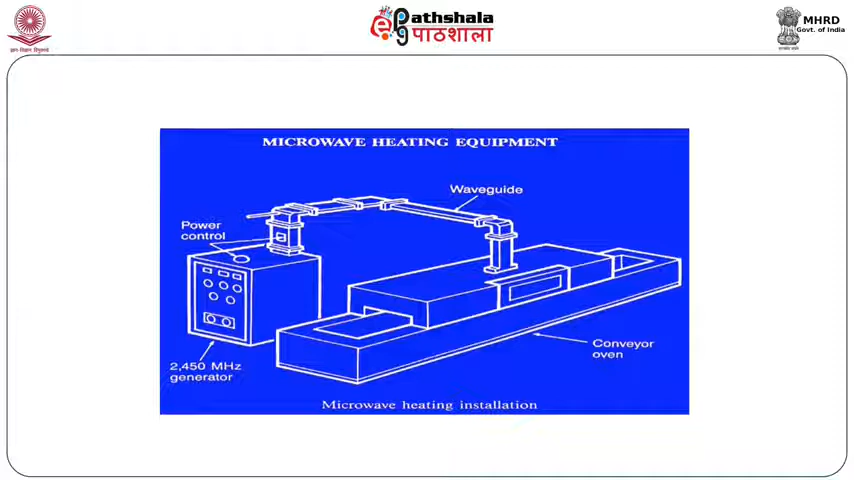 ePathshala
पाठशाला
MHRD
Govt. of India
MICROWAVE HEATING EQUIPMENT
Waveguide
Power
control
Conveyor
oven
2,450 MHz
generator
Microwave heating installation